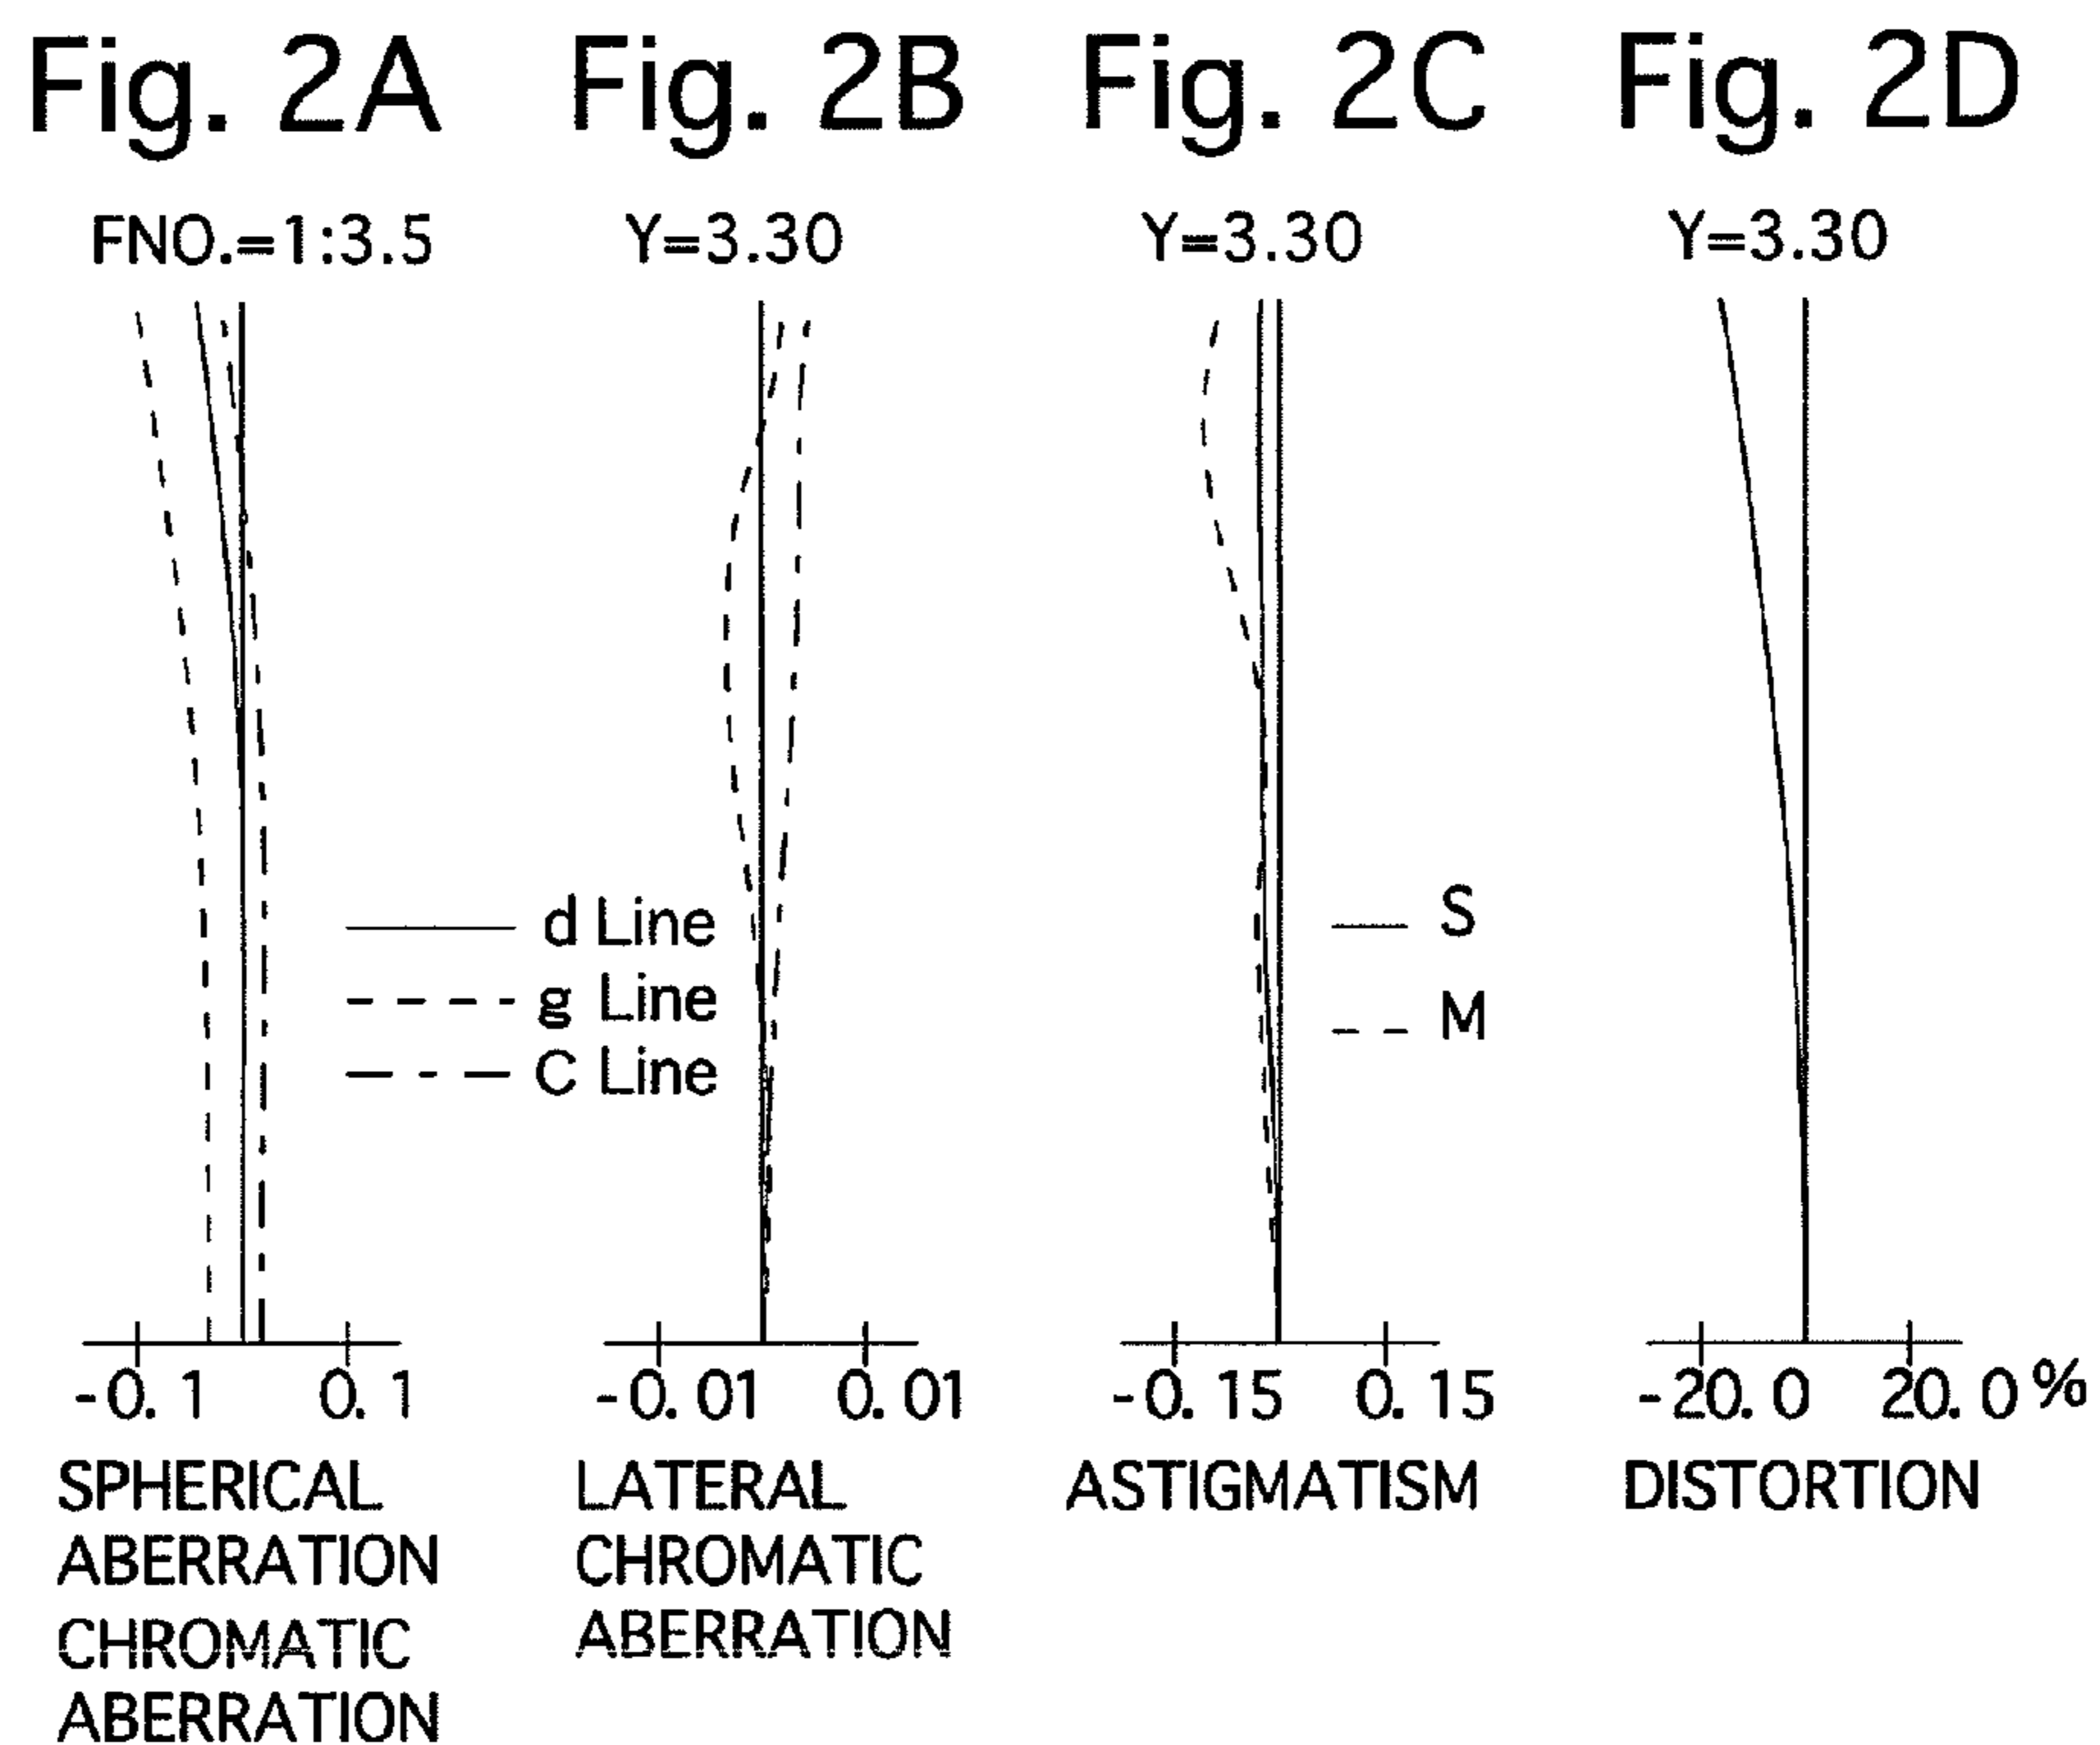 Fig. 2A Fig. 2B Fig. 2C Fig. 2D
FNO.=1:3.5 Y=3.30 Y=3.30 Y=3.30
d Line
g Line
C Line
S
M
-0.1 0.1 -0.01 0.01 -0.15 0.15 -20.0 20.0%
SPHERICAL
ABERRATION
CHROMATIC
ABERRATION
LATERAL
CHROMATIC
ABERRATION
ASTIGMATISM
DISTORTION